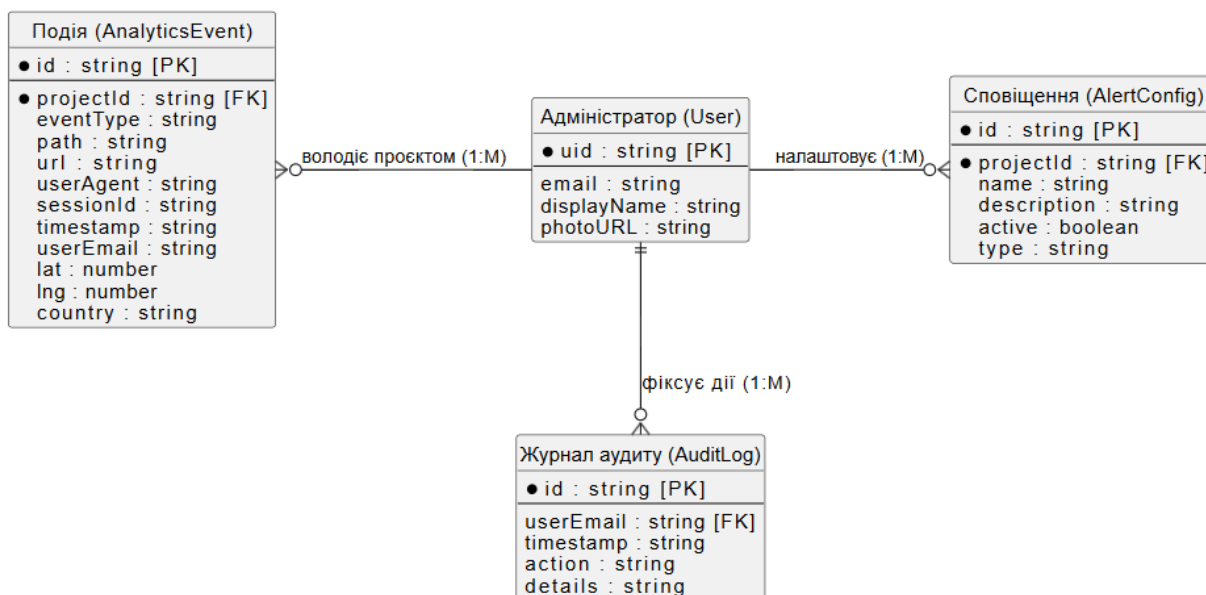 Подія (AnalyticsEvent)
id : string [PK]
projectId : string [FK]
eventType : string
path : string
url : string
userAgent : string
sessionId : string
timestamp : string
userEmail : string
lat : number
lng : number
country : string
володіє проєктом (1:M)
Адміністратор (User)
uid : string [PK]
email : string
displayName : string
photoURL : string
налаштовує (1:M)
Сповіщення (AlertConfig)
id : string [PK]
projectId : string [FK]
name : string
description : string
active : boolean
type : string
фіксує дії (1:M)
Журнал аудиту (AuditLog)
id : string [PK]
userEmail : string [FK]
timestamp : string
action : string
details : string